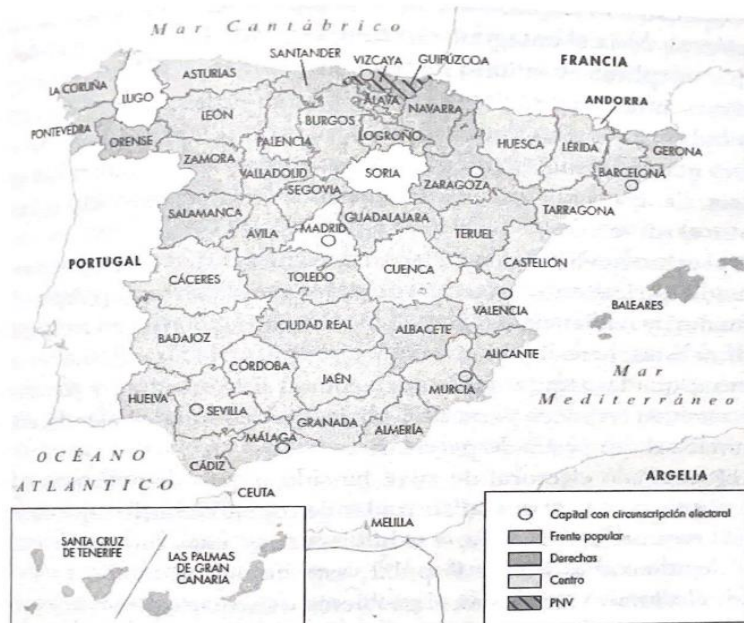 Mar Cantábrico
SANTANDER
VIZCAYA
GUIPÚZCOA
FRANCIA
LA CORUÑA
LUGO
ASTURIAS
ÁLAVA
NAVARRA
ANDORRA
PONTEVEDRA
ORENSE
LEÓN
PALENCIA
BURGOS
LOGROÑO
HUESCA
LÉRIDA
GERONA
ZAMORA
VALLADOLID
SORIA
ZARAGOZA
BARCELONA
SEGOVIA
TARRAGONA
SALAMANCA
ÁVILA
MADRID
GUADALAJARA
TERUEL
PORTUGAL
CÁCERES
TOLEDO
CUENCA
CASTELLÓN
VALENCIA
BALEARES
BADAJOZ
CIUDAD REAL
ALBACETE
ALICANTE
CÓRDOBA
JAÉN
MURCIA
Mar
Mediterráneo
HUELVA
SEVILLA
GRANADA
ALMERÍA
MÁLAGA
CÁDIZ
OCÉANO
ATLÁNTICO
CEUTA
MELILLA
ARGELIA
SANTA CRUZ
DE TENERIFE
LAS PALMAS
DE GRAN
CANARIA
Capital con circunscripción electoral
Frente popular
Derechas
Centro
PNV